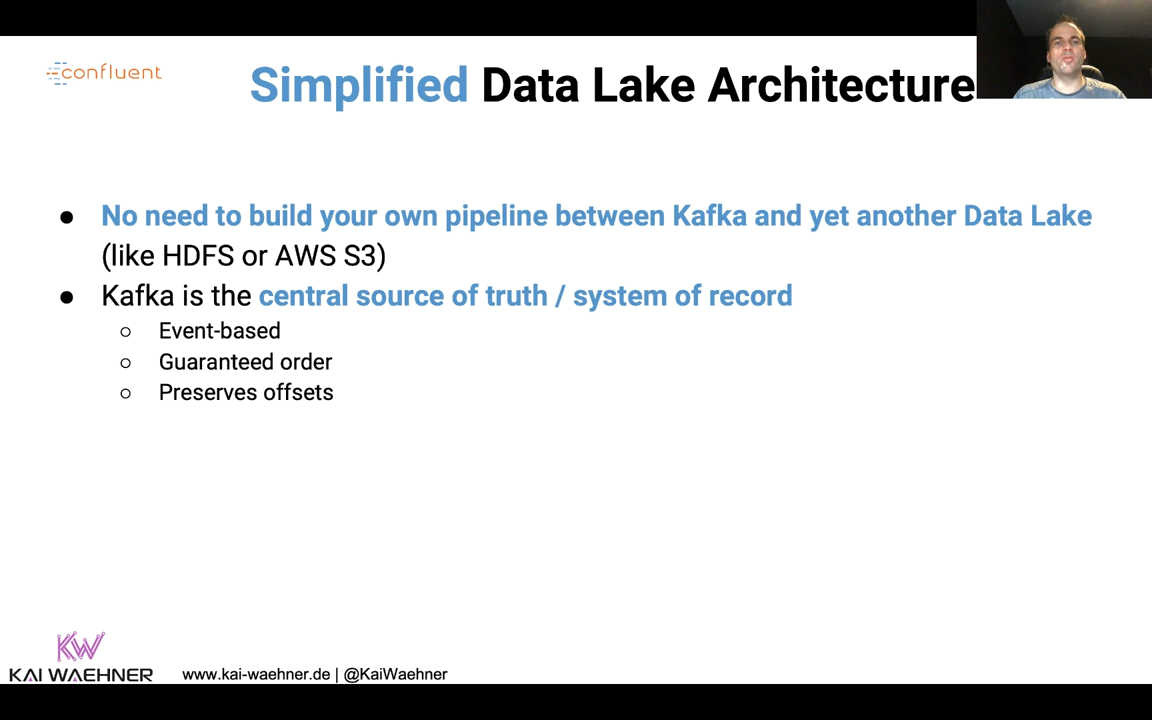 confluent
Simplified Data Lake Architecture
● No need to build your own pipeline between Kafka and yet another Data Lake
(like HDFS or AWS S3)
● Kafka is the central source of truth / system of record
○ Event-based
○ Guaranteed order
○ Preserves offsets
KW
KAI WAEHNER
www.kai-waehner.de | @KaiWaehner